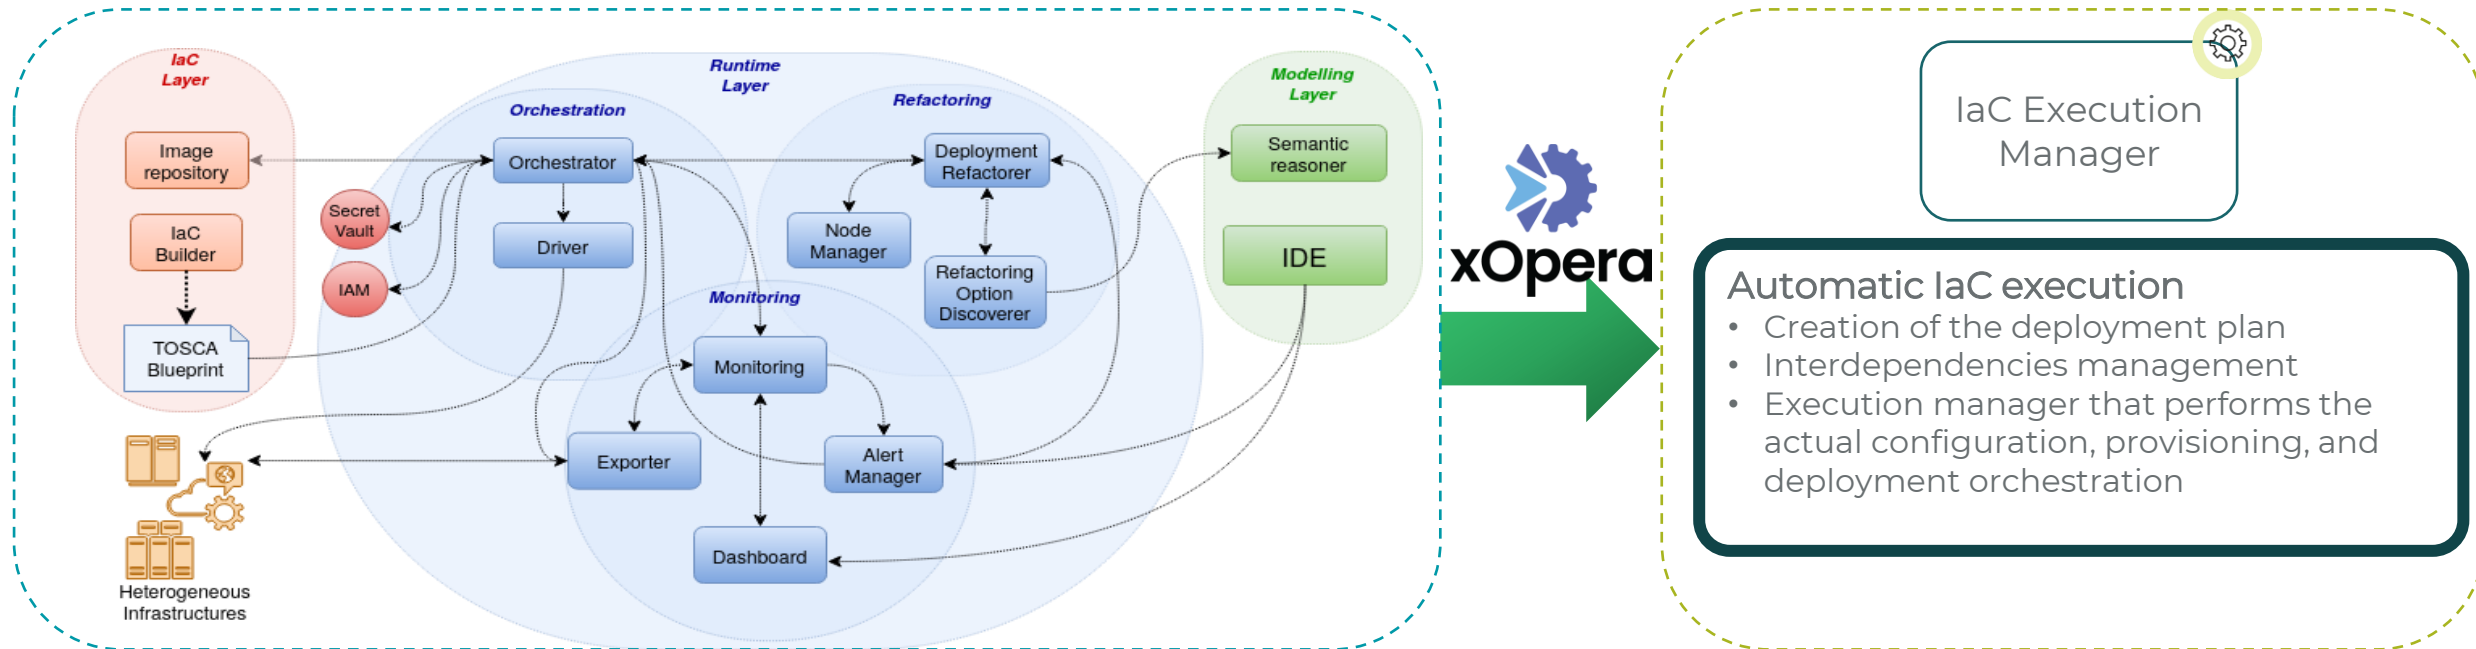 IaC
Layer
Image
repository
IaC
Builder
TOSCA
Blueprint
Secret
Vault
IAM
Heterogeneous
Infrastructures
Runtime
Layer
Orchestration
Orchestrator
Driver
Refactoring
Deployment
Refactorer
Node
Manager
Refactoring
Option
Discoverer
Monitoring
Monitoring
Exporter
Alert
Manager
Dashboard
Modelling
Layer
Semantic
reasoner
IDE
xOpera
IaC Execution
Manager
Automatic IaC execution
• Creation of the deployment plan
• Interdependencies management
• Execution manager that performs the
actual configuration, provisioning, and
deployment orchestration